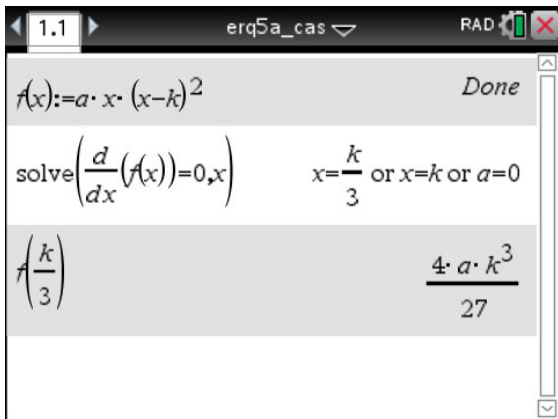 1.1 erq5a_cas RAD
f(x):=a·x·(x−k)² Done
solve(d/dx(f(x))=0,x) x=k/3 or x=k or a=0
f(k/3) 4·a·k³/27